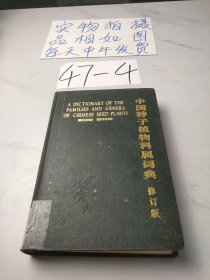 实物拍摄
品相如图
每天中午发货
47-4
A DICTIONARY OF THE
FAMILIES AND GENERA
OF CHINESE SEED PLANTS
SECOND EDITION
中国种子植物科属词典 修订版